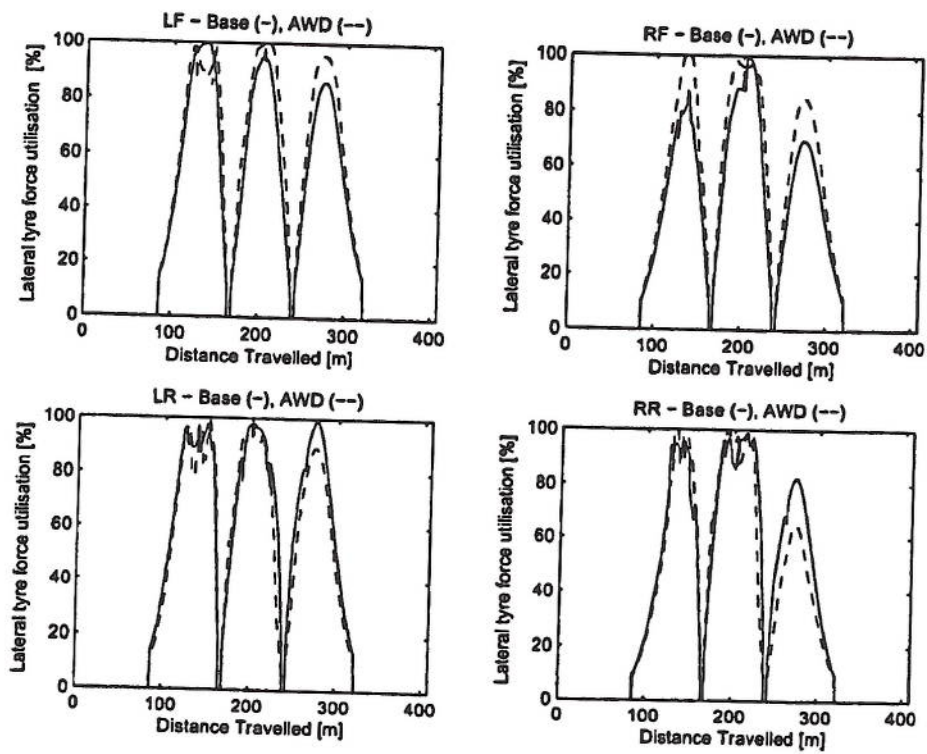 LF – Base (–), AWD (––)
Lateral tyre force utilisation [%]
100
80
60
40
20
0
0 100 200 300 400
Distance Travelled [m]
RF – Base (–), AWD (––)
Lateral tyre force utilisation [%]
100
80
60
40
20
0
0 100 200 300 400
Distance Travelled [m]
LR – Base (–), AWD (––)
Lateral tyre force utilisation [%]
100
80
60
40
20
0
0 100 200 300 400
Distance Travelled [m]
RR – Base (–), AWD (––)
Lateral tyre force utilisation [%]
100
80
60
40
20
0
0 100 200 300 400
Distance Travelled [m]